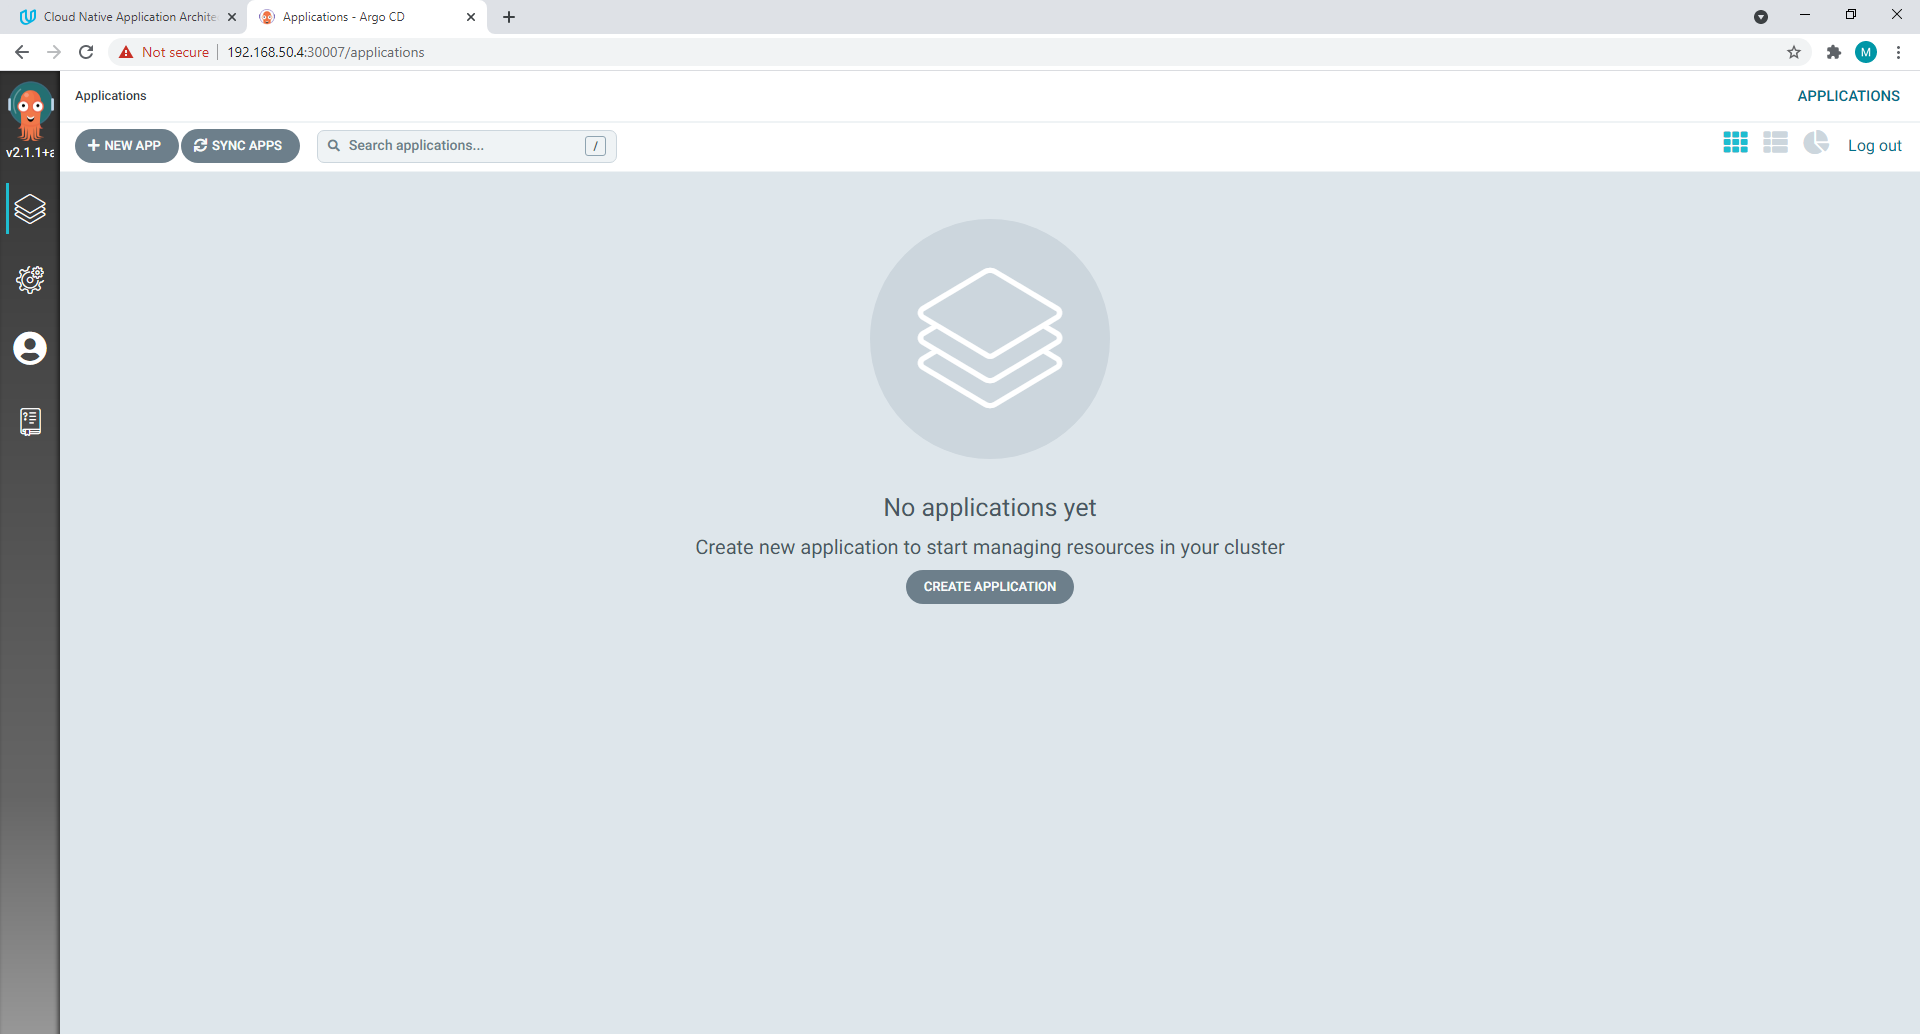 Cloud Native Application Archite
Applications - Argo CD
Not secure
192.168.50.4:30007/applications
M
v2.1.1+a
Applications
APPLICATIONS
NEW APP
SYNC APPS
Search applications...
/
Log out
No applications yet
Create new application to start managing resources in your cluster
CREATE APPLICATION